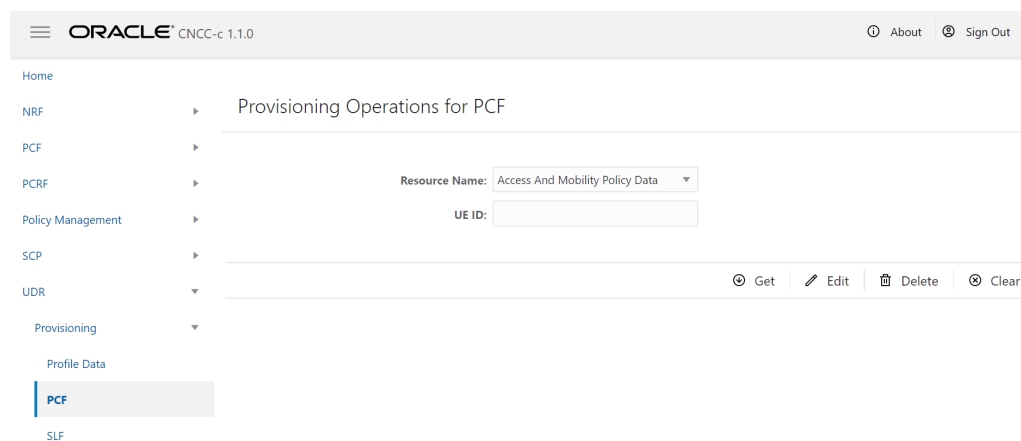 ORACLE® CNCC-c 1.1.0 About Sign Out
Home
NRF
PCF
PCRF
Policy Management
SCP
UDR
Provisioning
Profile Data
PCF
SLF
Provisioning Operations for PCF
Resource Name: Access And Mobility Policy Data
UE ID:
Get Edit Delete Clear